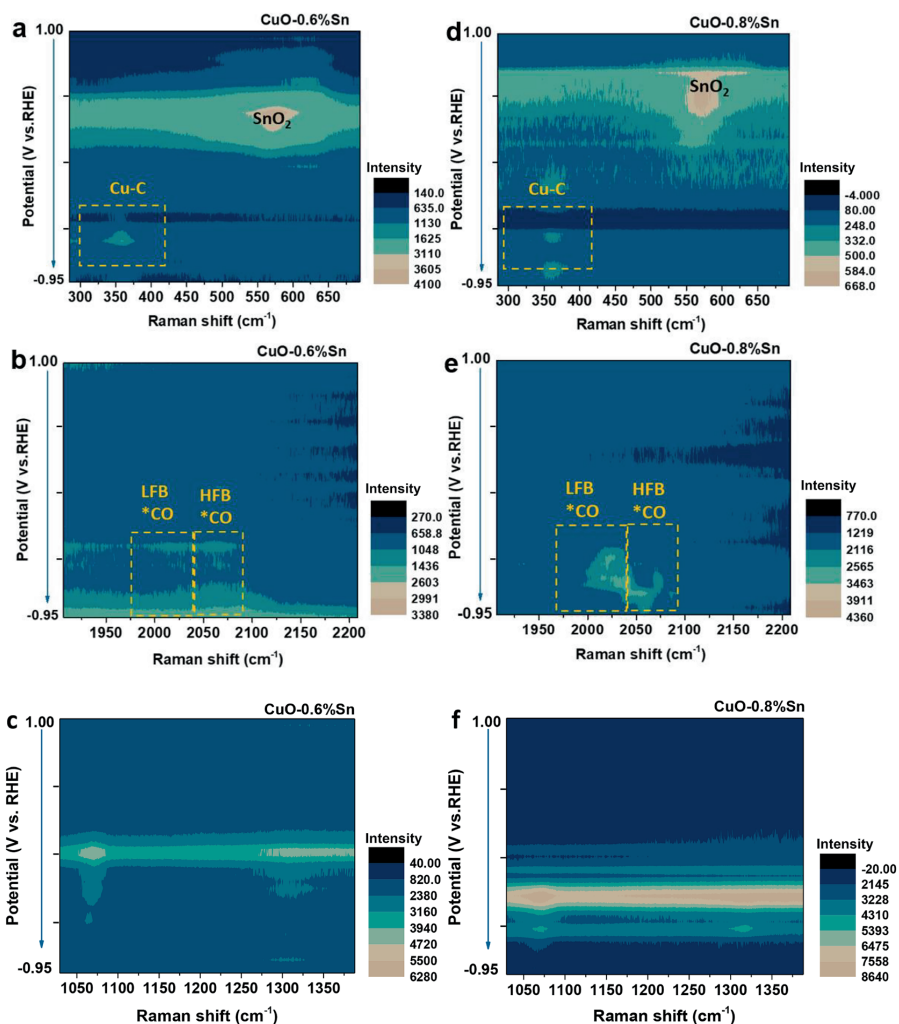 a
CuO-0.6%Sn
1.00
Potential (V vs.RHE)
-0.95
SnO2
Cu-C
300 350 400 450 500 550 600 650
Raman shift (cm-1)
Intensity
140.0
635.0
1130
1625
3110
3605
4100
d
CuO-0.8%Sn
1.00
Potential (V vs.RHE)
-0.95
SnO2
Cu-C
300 350 400 450 500 550 600 650
Raman shift (cm-1)
Intensity
-4.000
80.00
248.0
332.0
500.0
584.0
668.0
b
CuO-0.6%Sn
1.00
Potential (V vs.RHE)
-0.95
LFB HFB
*CO *CO
1950 2000 2050 2100 2150 2200
Raman shift (cm-1)
Intensity
270.0
658.8
1048
1436
2603
2991
3380
e
CuO-0.8%Sn
1.00
Potential (V vs.RHE)
-0.95
LFB HFB
*CO *CO
1950 2000 2050 2100 2150 2200
Raman shift (cm-1)
Intensity
770.0
1219
2116
2565
3463
3911
4360
c
CuO-0.6%Sn
1.00
Potential (V vs. RHE)
-0.95
1050 1100 1150 1200 1250 1300 1350
Raman shift (cm-1)
Intensity
40.00
820.0
2380
3160
3940
4720
5500
6280
f
CuO-0.8%Sn
1.00
Potential (V vs.RHE)
-0.95
1050 1100 1150 1200 1250 1300 1350
Raman shift (cm-1)
Intensity
-20.00
2145
3228
4310
5393
6475
7558
8640